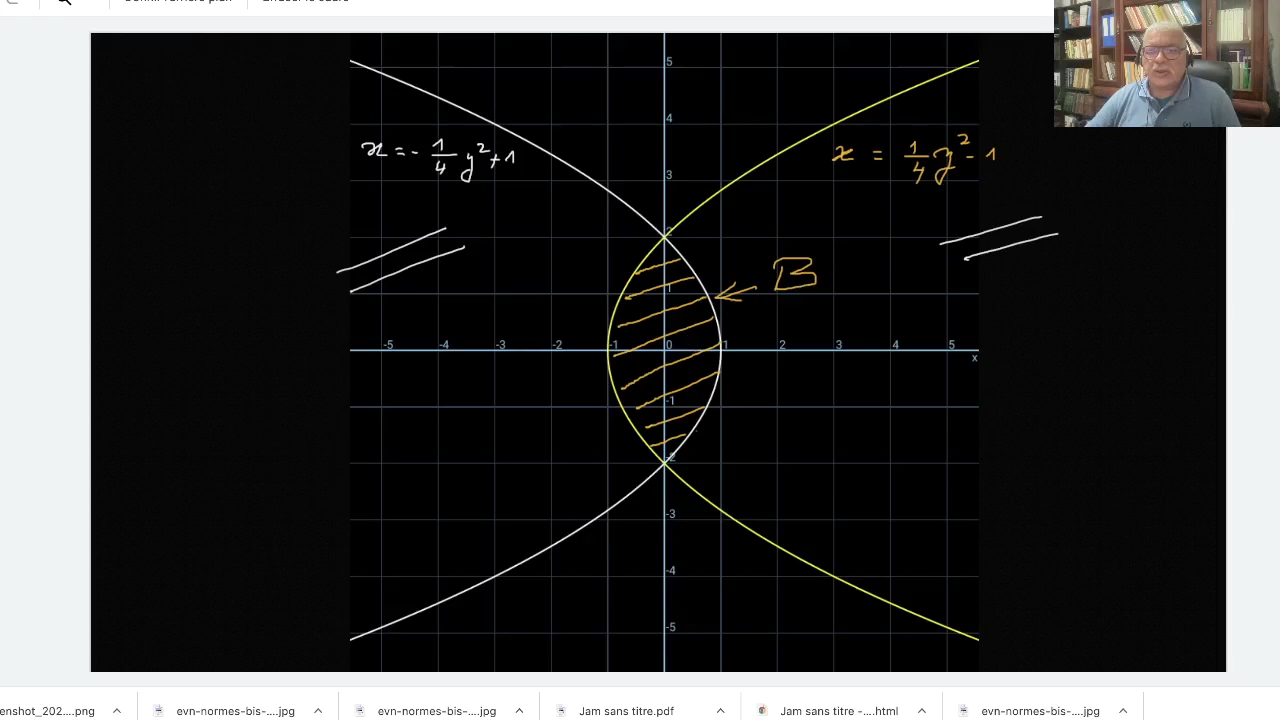 x = - 1/4 y² + 1
x = 1/4 y² - 1
B
5
4
3
2
1
-5 -4 -3 -2 -1 0 1 2 3 4 5
x
-1
-2
-3
-4
-5
enshot_202....png
evn-normes-bis-....jpg
evn-normes-bis-....jpg
Jam sans titre.pdf
Jam sans titre -....html
evn-normes-bis-....jpg